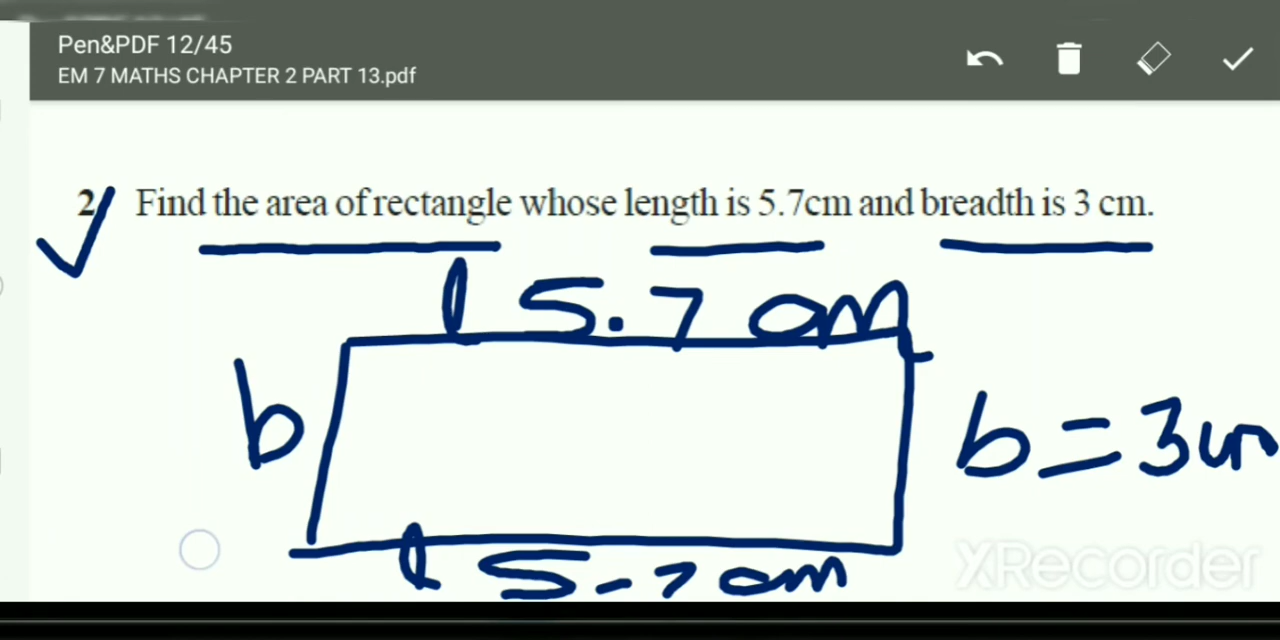 Pen&PDF 12/45
EM 7 MATHS CHAPTER 2 PART 13.pdf
2. Find the area of rectangle whose length is 5.7cm and breadth is 3 cm.
l 5.7 cm
b
b = 3cm
l 5.7 cm
XRecorder